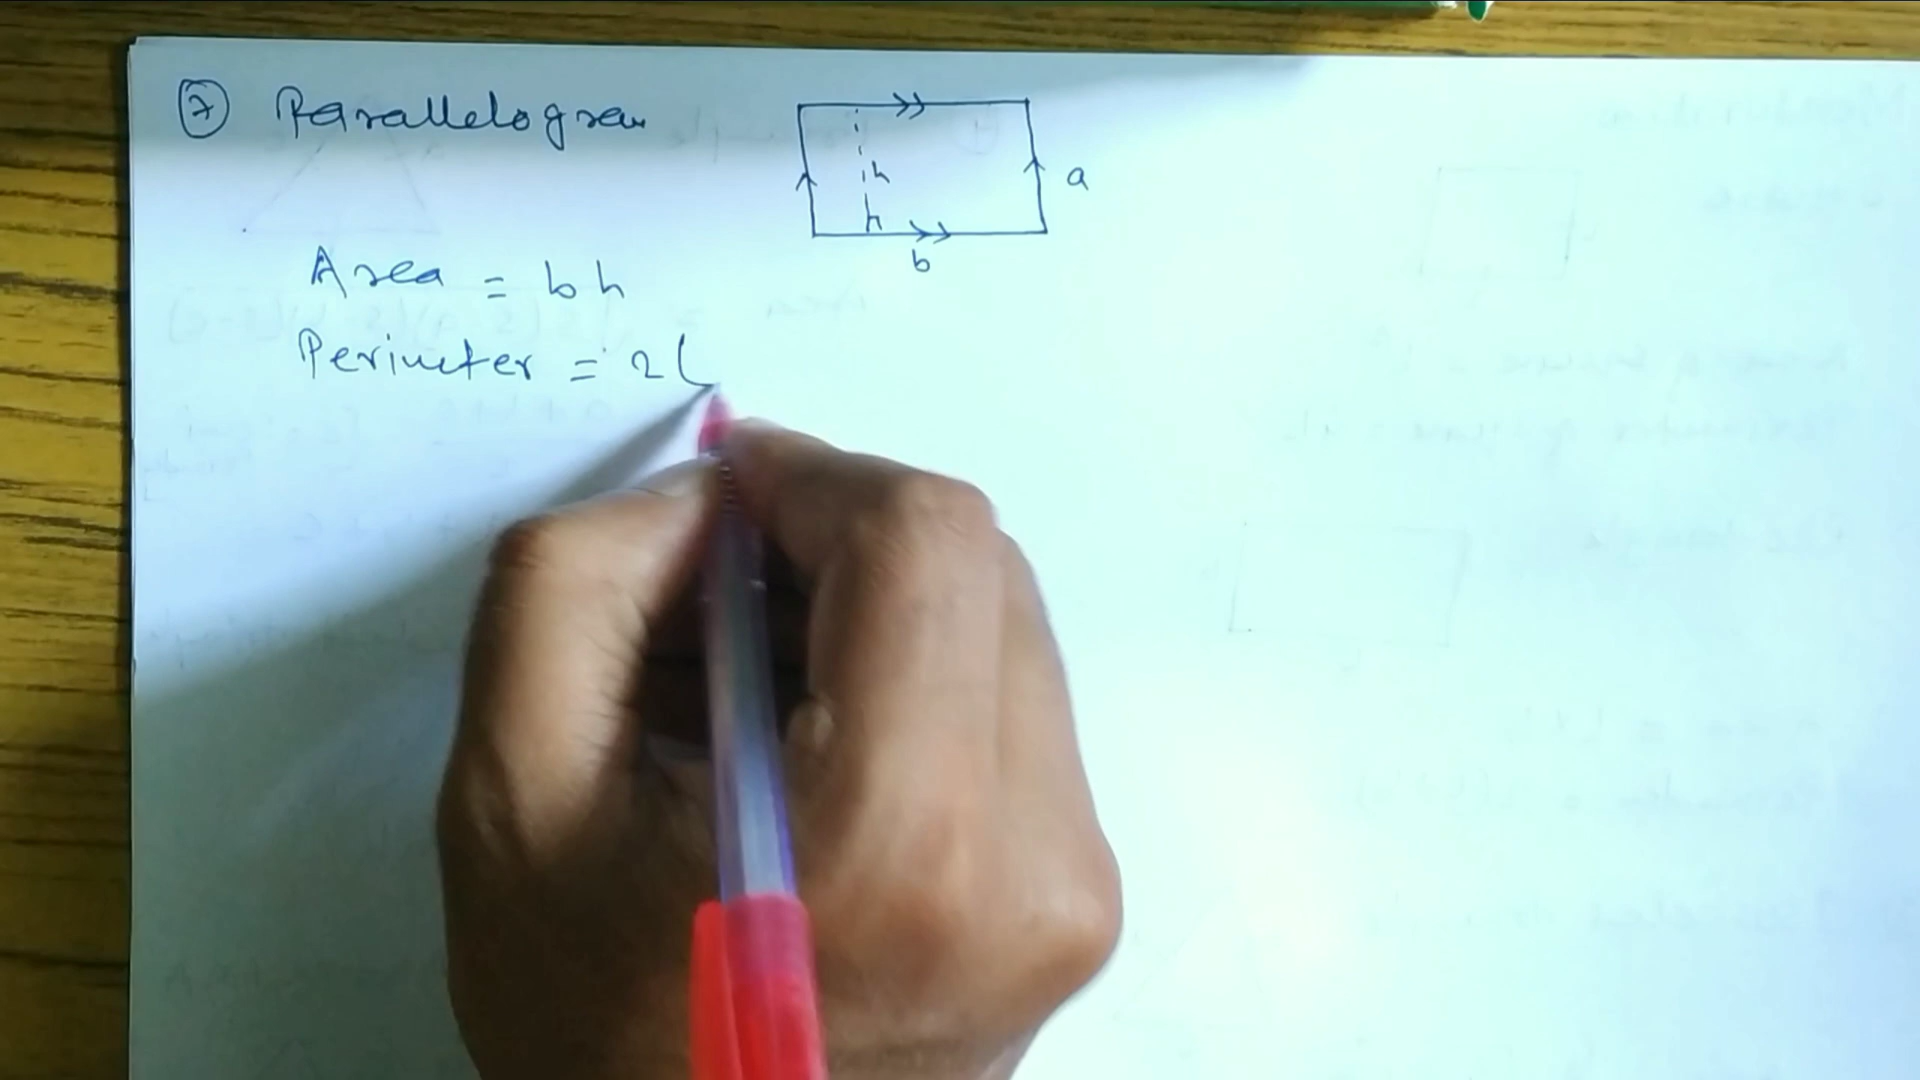 7 Parallelogram
h
a
b
Area = bh
Perimeter = 2(